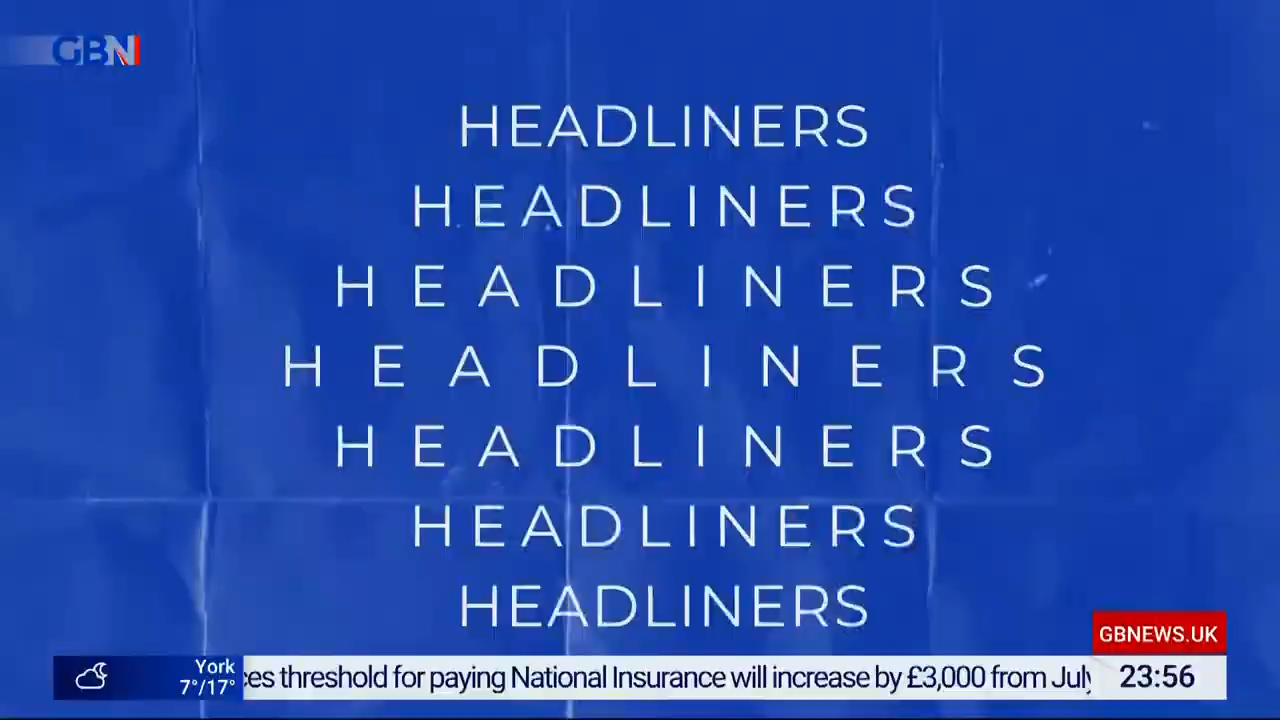 GBN
HEADLINERS
HEADLINERS
HEADLINERS
HEADLINERS
HEADLINERS
HEADLINERS
HEADLINERS
GBNEWS.UK
York
7°/17°
threshold for paying National Insurance will increase by £3,000 from July
23:56